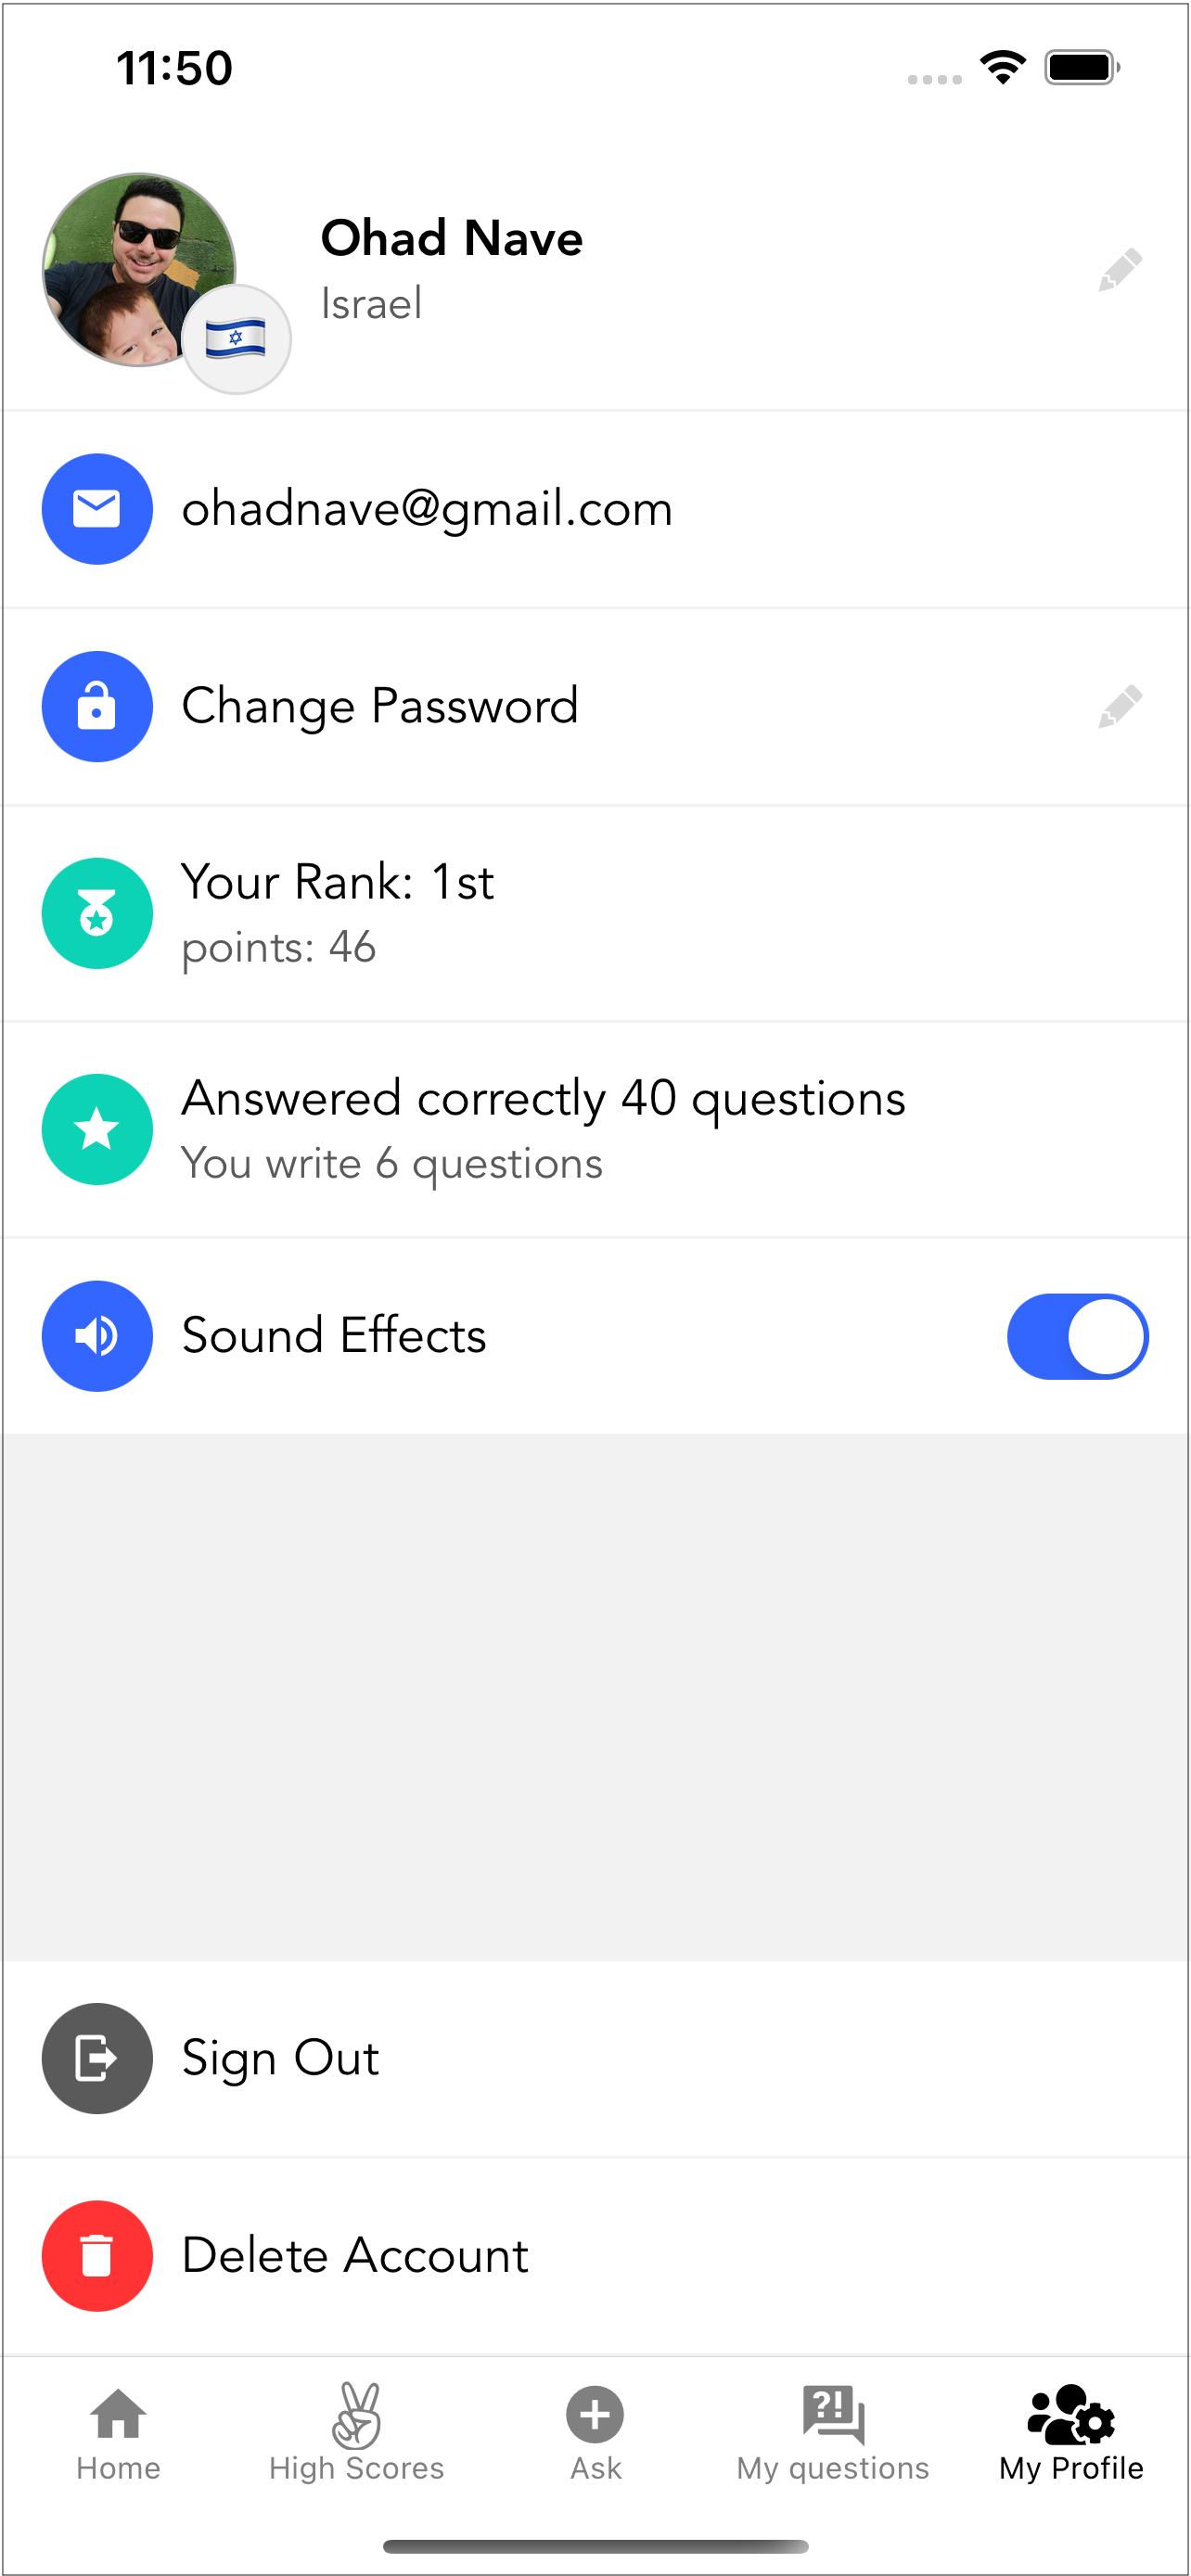 11:50
Ohad Nave
Israel
ohadnave@gmail.com
Change Password
Your Rank: 1st
points: 46
Answered correctly 40 questions
You write 6 questions
Sound Effects
Sign Out
Delete Account
?!
Home
High Scores
Ask
My questions
My Profile